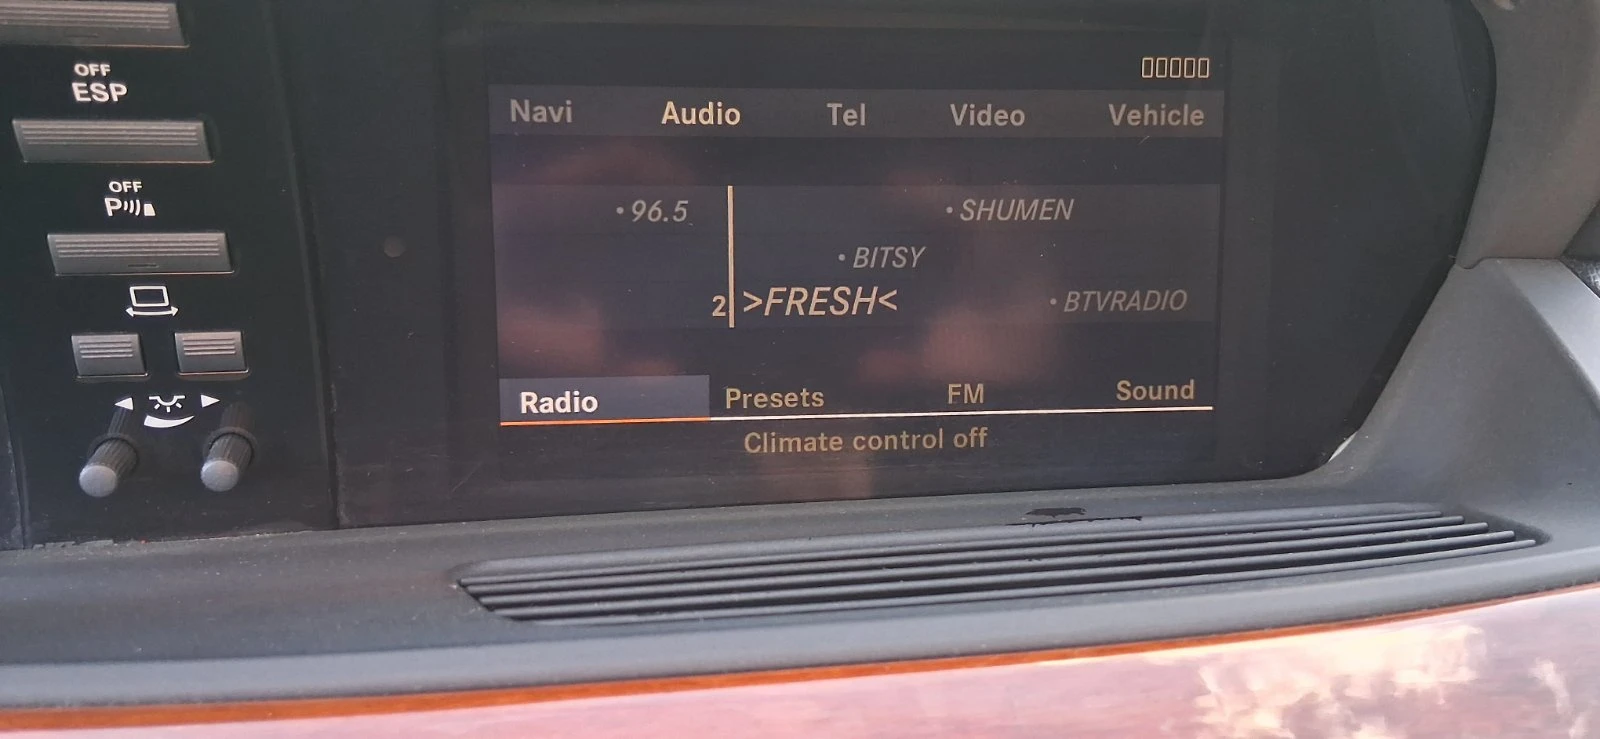 OFF
ESP
OFF
P
Navi Audio Tel Video Vehicle
•96.5 •SHUMEN
•BITSY
2 >FRESH< •BTVRADIO
Radio Presets FM Sound
Climate control off